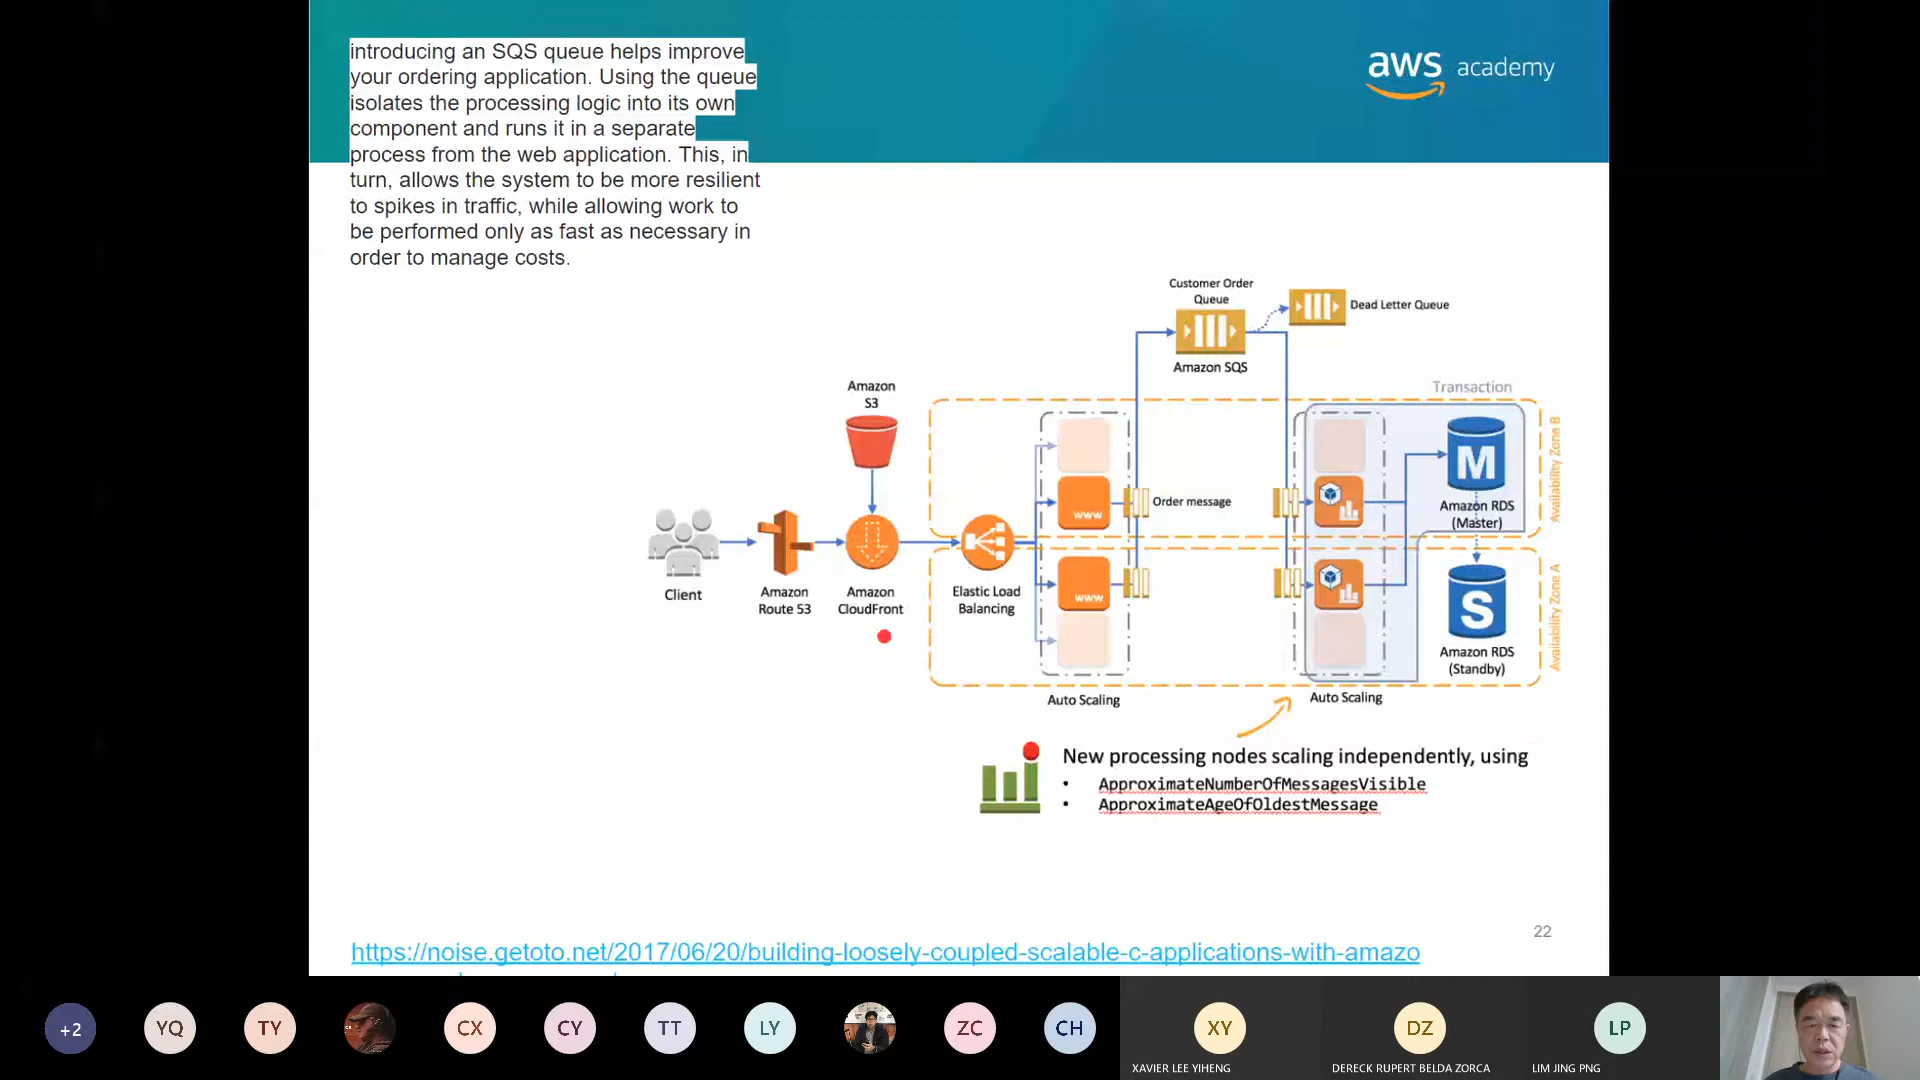 introducing an SQS queue helps improve
your ordering application. Using the queue
isolates the processing logic into its own
component and runs it in a separate
process from the web application. This, in
turn, allows the system to be more resilient
to spikes in traffic, while allowing work to
be performed only as fast as necessary in
order to manage costs.
aws academy
Customer Order
Queue
Dead Letter Queue
Amazon SQS
Amazon
S3
Transaction
Availability Zone B
M
www
Order message
Amazon RDS
(Master)
Client
Amazon
Route 53
Amazon
CloudFront
Elastic Load
Balancing
www
S
Availability Zone A
Amazon RDS
(Standby)
Auto Scaling
Auto Scaling
New processing nodes scaling independently, using
• ApproximateNumberOfMessagesVisible
• ApproximateAgeOfOldestMessage
22
https://noise.getoto.net/2017/06/20/building-loosely-coupled-scalable-c-applications-with-amazo
+2
YQ
TY
CX
CY
TT
LY
ZC
CH
XY
DZ
LP
XAVIER LEE YIHENG
DERECK RUPERT BELDA ZORCA
LIM JING PNG